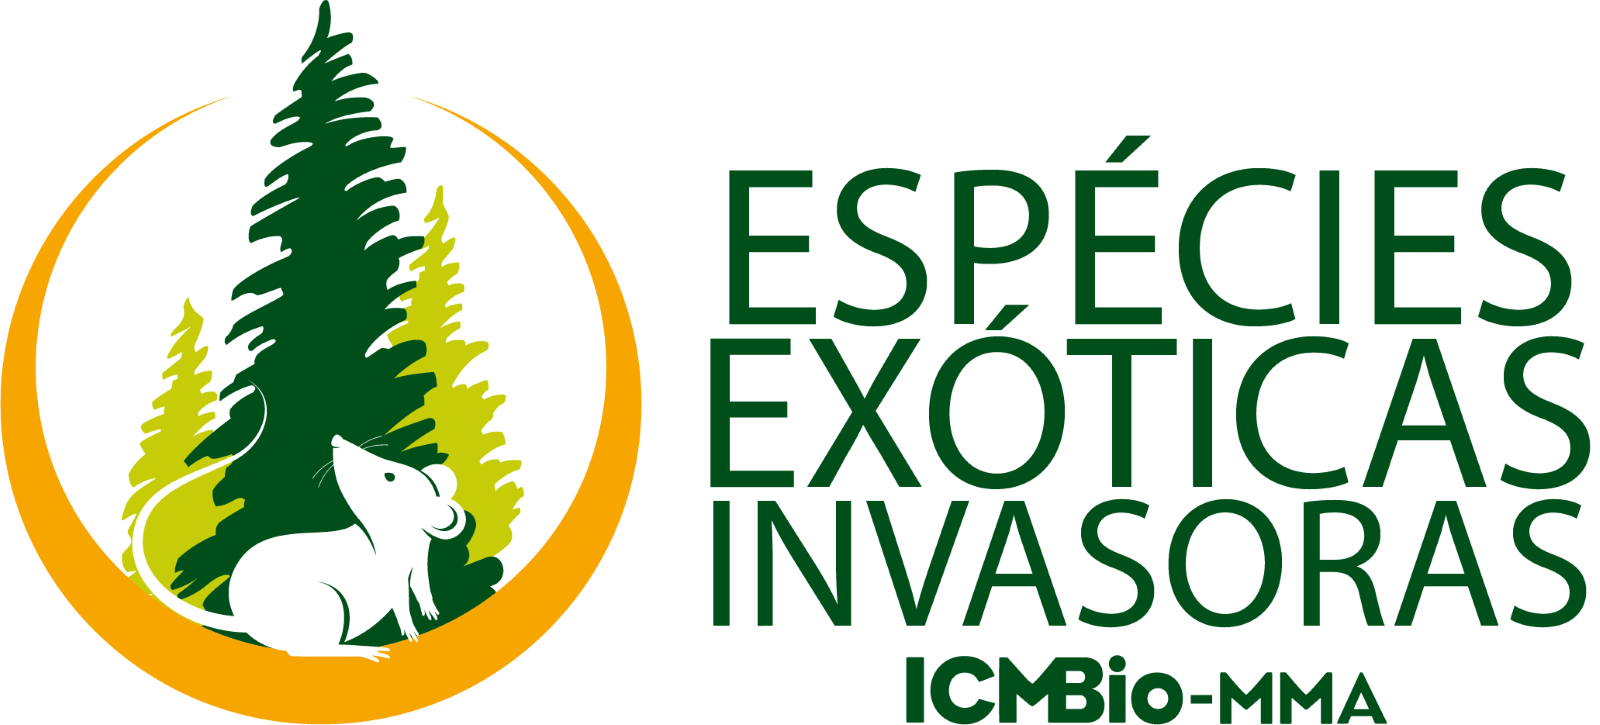 ESPÉCIES
EXÓTICAS
INVASORAS
ICMBio-MMA